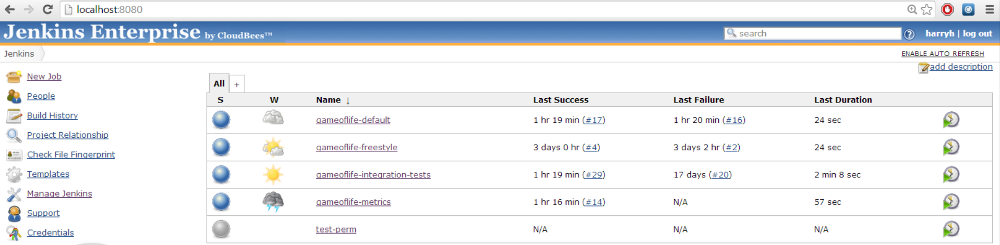 localhost:8080
Jenkins Enterprise by CloudBees™
search
harryh | log out
Jenkins
ENABLE AUTO REFRESH
add description
New Job
People
Build History
Project Relationship
Check File Fingerprint
Templates
Manage Jenkins
Support
Credentials
All +
S W Name ↓ Last Success Last Failure Last Duration
gameoflife-default 1 hr 19 min (#17) 1 hr 20 min (#16) 24 sec
gameoflife-freestyle 3 days 0 hr (#4) 3 days 2 hr (#2) 24 sec
gameoflife-integration-tests 1 hr 19 min (#29) 17 days (#20) 2 min 8 sec
gameoflife-metrics 1 hr 16 min (#14) N/A 57 sec
test-perm N/A N/A N/A